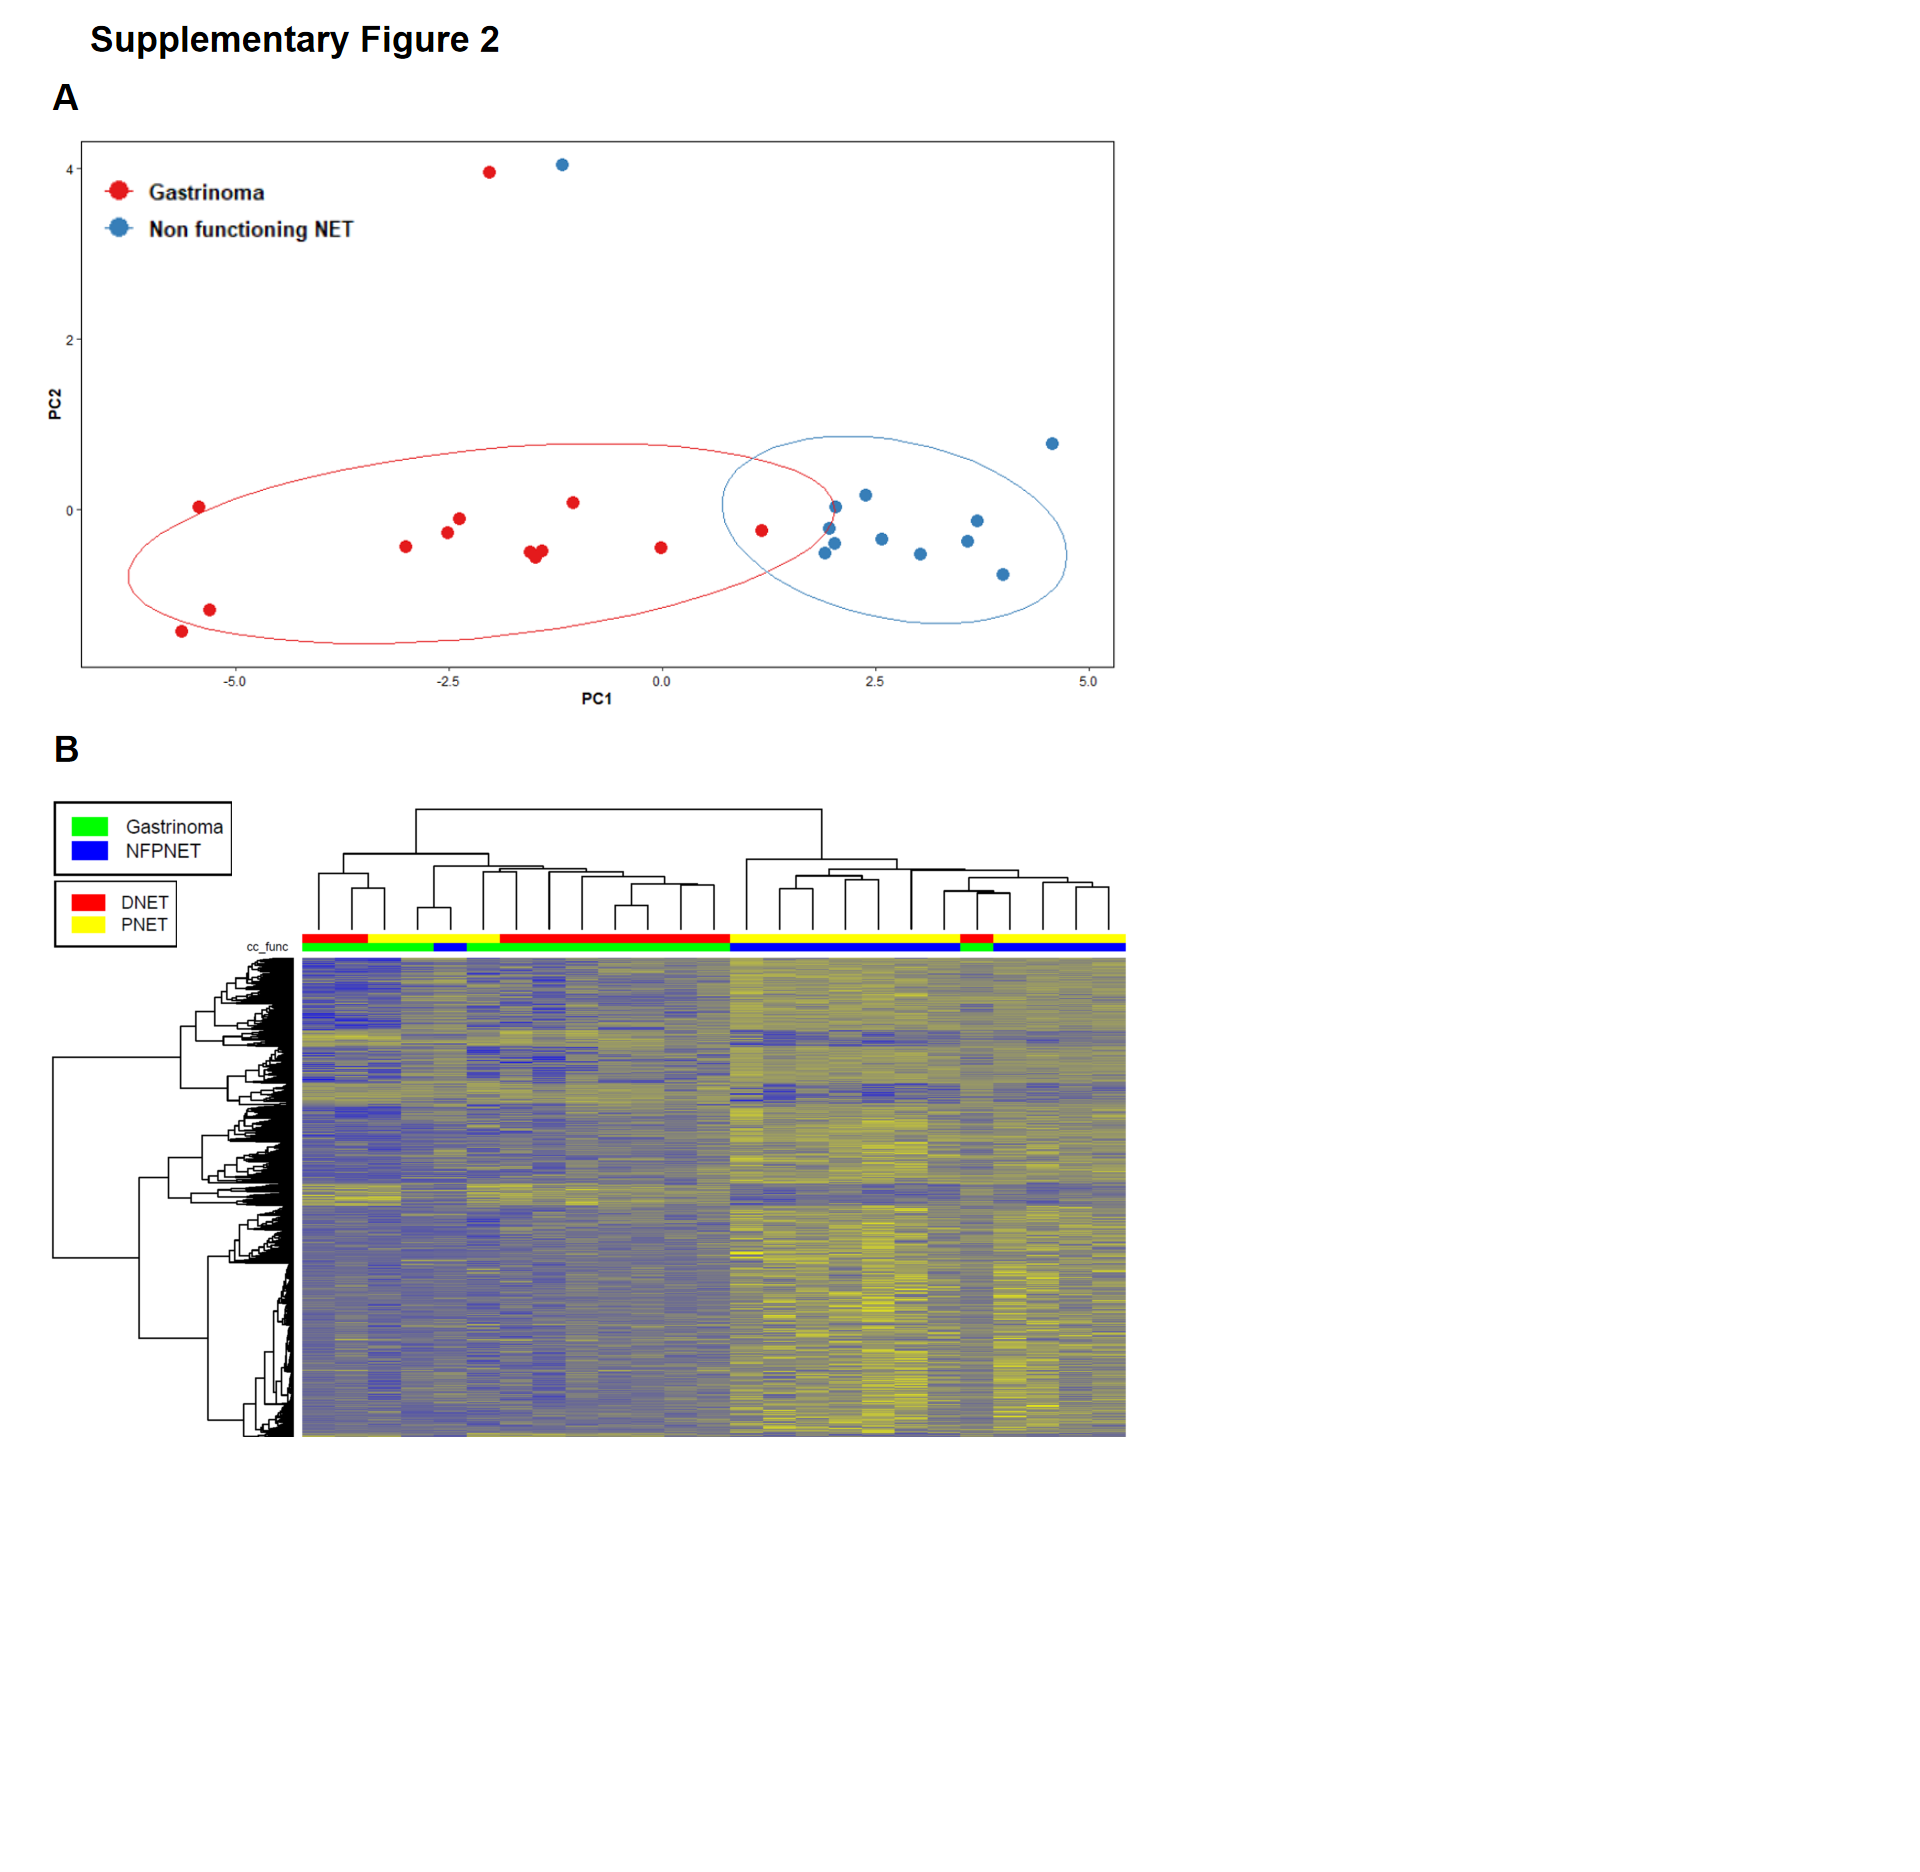 Supplementary Figure 2
A
4
2
0
PC2
Gastrinoma
Non functioning NET
-5.0
-2.5
0.0
2.5
5.0
PC1
B
Gastrinoma
NFPNET
DNET
PNET
cc_func